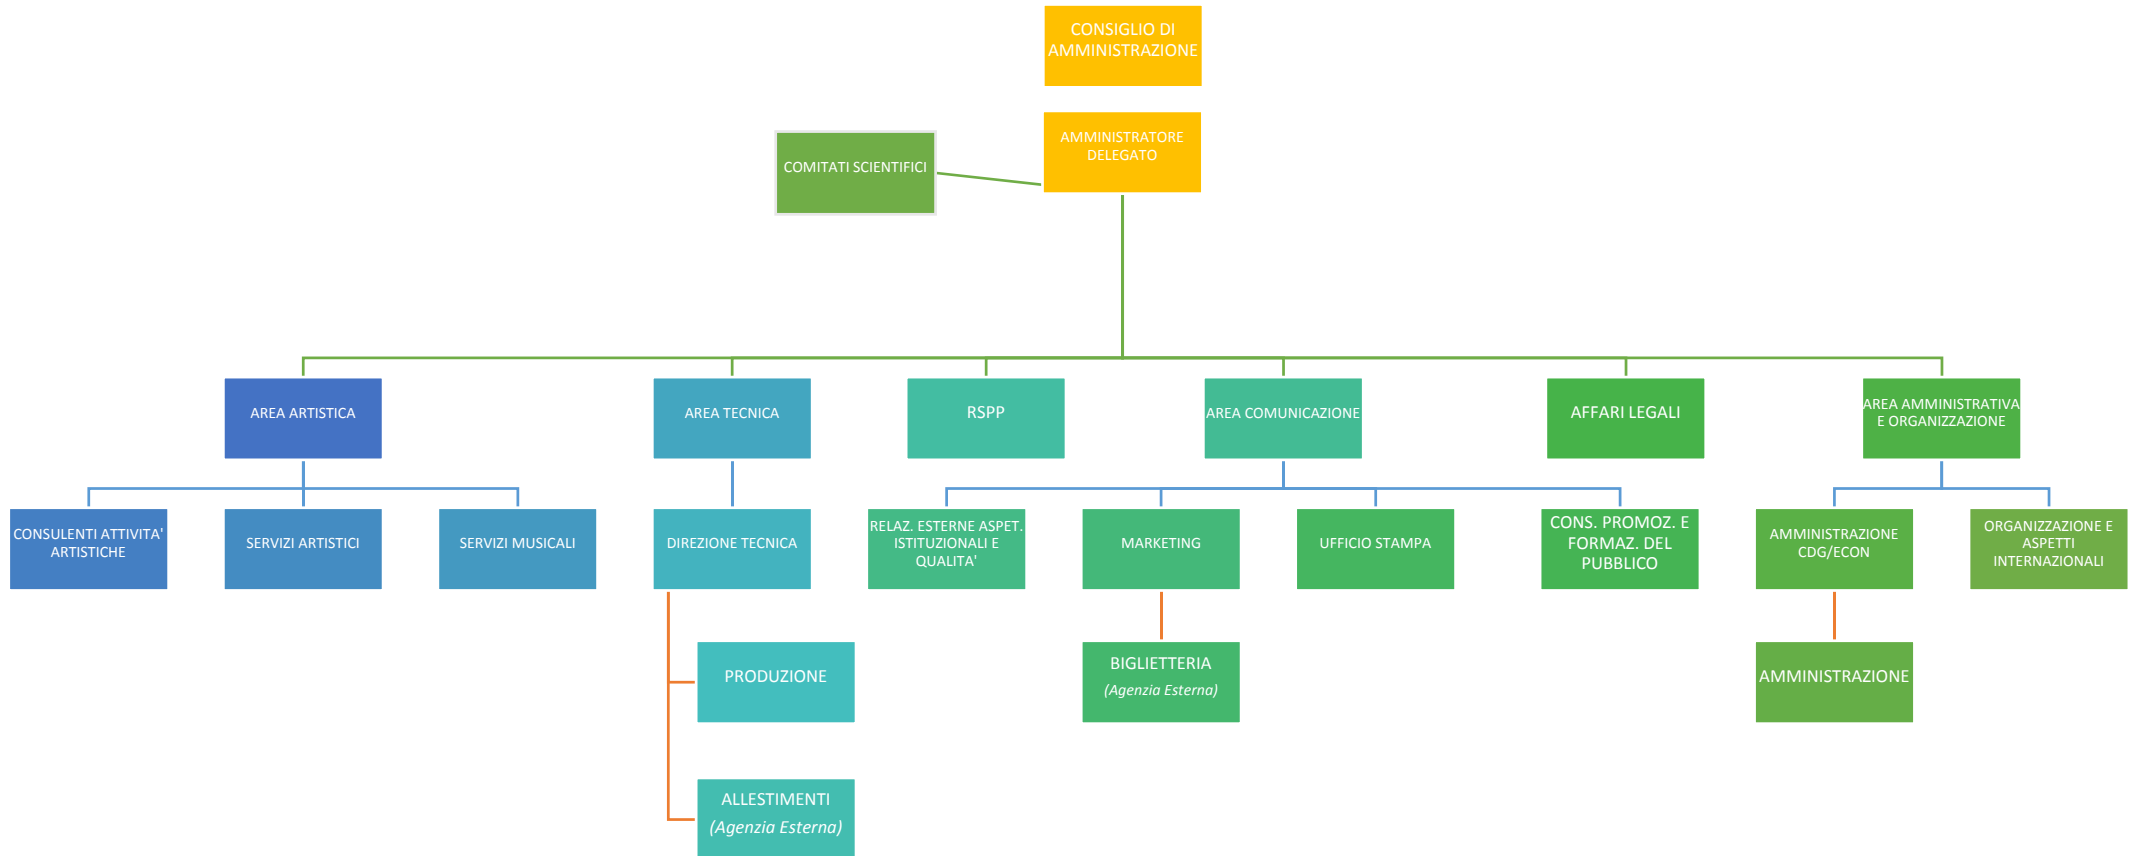 CONSIGLIO DI
AMMINISTRAZIONE
AMMINISTRATORE
DELEGATO
COMITATI SCIENTIFICI
AREA ARTISTICA
AREA TECNICA
RSPP
AREA COMUNICAZIONE
AFFARI LEGALI
AREA AMMINISTRATIVA
E ORGANIZZAZIONE
CONSULENTI ATTIVITA'
ARTISTICHE
SERVIZI ARTISTICI
SERVIZI MUSICALI
DIREZIONE TECNICA
RELAZ. ESTERNE ASPET.
ISTITUZIONALI E
QUALITA'
MARKETING
UFFICIO STAMPA
CONS. PROMOZ. E
FORMAZ. DEL
PUBBLICO
AMMINISTRAZIONE
CDG/ECON
ORGANIZZAZIONE E
ASPETTI
INTERNAZIONALI
PRODUZIONE
BIGLIETTERIA
(Agenzia Esterna)
AMMINISTRAZIONE
ALLESTIMENTI
(Agenzia Esterna)